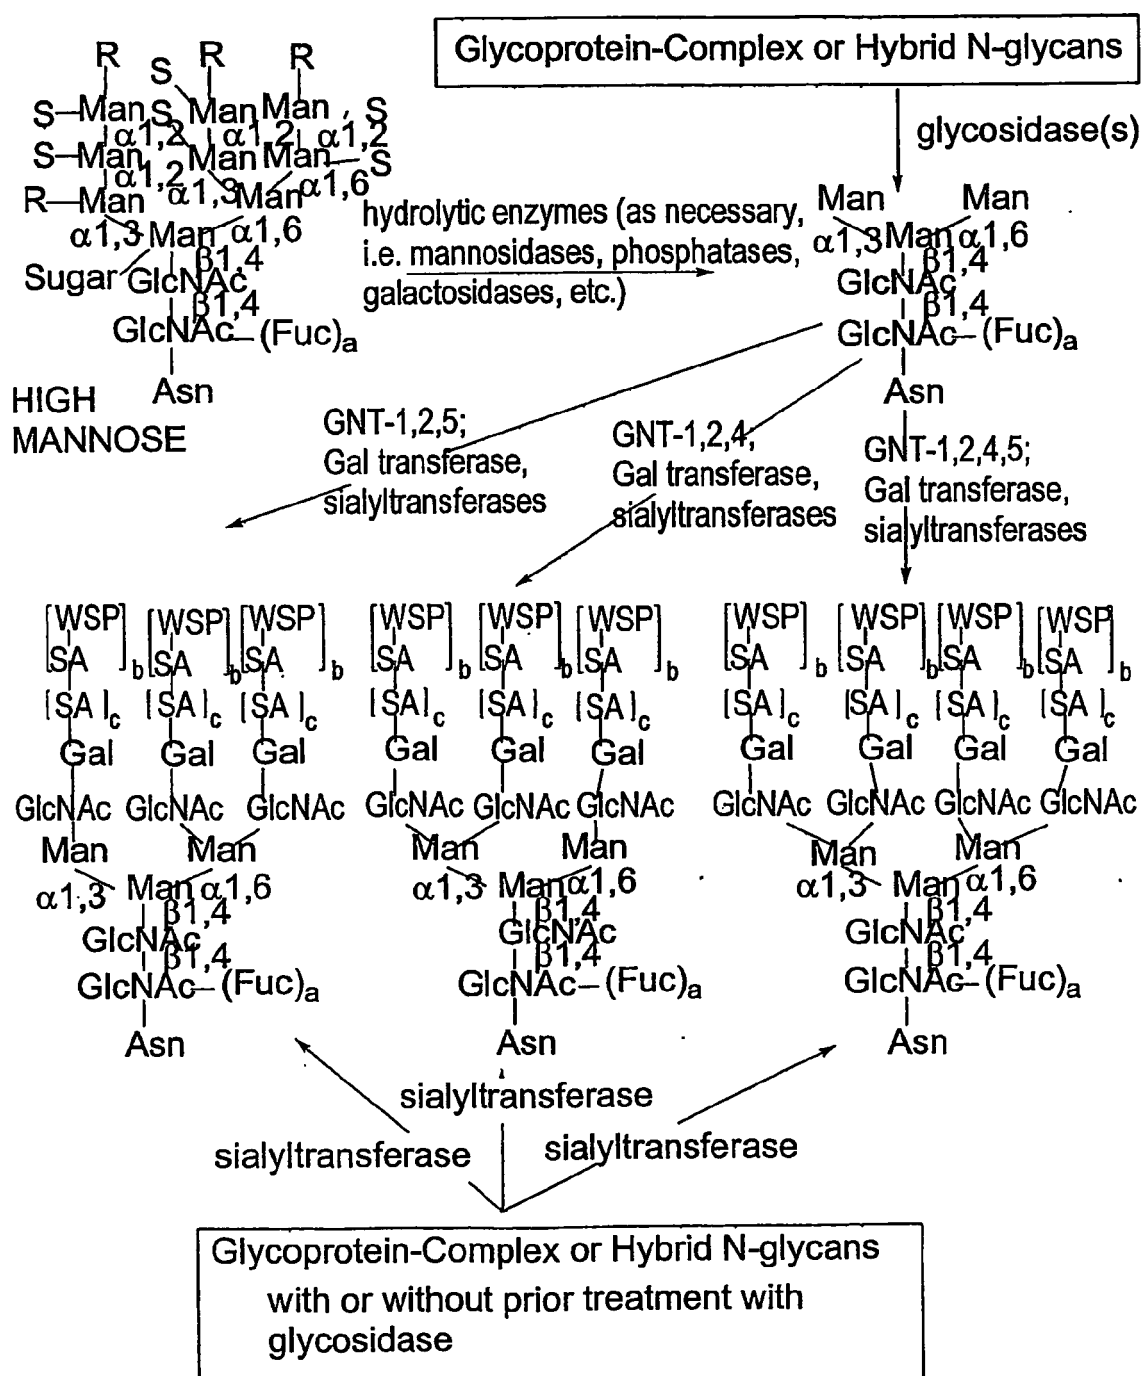 Glycoprotein-Complex or Hybrid N-glycans
glycosidase(s)
R S R R
S–Man S Man Man S
α1,2 α1,2 α1,2
S–Man Man Man –S
α1,2 α1,3 Man α1,6
R–Man
α1,3 Man α1,6
β1,4
Sugar GlcNAc
β1,4
GlcNAc–(Fuc)a
Asn
HIGH
MANNOSE
hydrolytic enzymes (as necessary,
i.e. mannosidases, phosphatases,
galactosidases, etc.)
Man Man
α1,3 Man α1,6
β1,4
GlcNAc
β1,4
GlcNAc–(Fuc)a
Asn
GNT-1,2,5;
Gal transferase,
sialyltransferases
GNT-1,2,4;
Gal transferase,
sialyltransferases
GNT-1,2,4,5;
Gal transferase,
sialyltransferases
[WSP] [WSP] [WSP]
[SA]b [SA]b [SA]b
[SA]c [SA]c [SA]c
Gal Gal Gal
GlcNAc GlcNAc GlcNAc
Man Man
α1,3 Man α1,6
β1,4
GlcNAc
β1,4
GlcNAc–(Fuc)a
Asn
[WSP] [WSP] [WSP]
[SA]b [SA]b [SA]b
[SA]c [SA]c [SA]c
Gal Gal Gal
GlcNAc GlcNAc GlcNAc
Man Man
α1,3 Man α1,6
β1,4
GlcNAc
β1,4
GlcNAc–(Fuc)a
Asn
[WSP] [WSP] [WSP] [WSP]
[SA]b [SA]b [SA]b [SA]b
[SA]c [SA]c [SA]c [SA]c
Gal Gal Gal Gal
GlcNAc GlcNAc GlcNAc GlcNAc
Man Man
α1,3 Man α1,6
β1,4
GlcNAc
β1,4
GlcNAc–(Fuc)a
Asn
sialyltransferase
sialyltransferase
sialyltransferase
Glycoprotein-Complex or Hybrid N-glycans
with or without prior treatment with
glycosidase